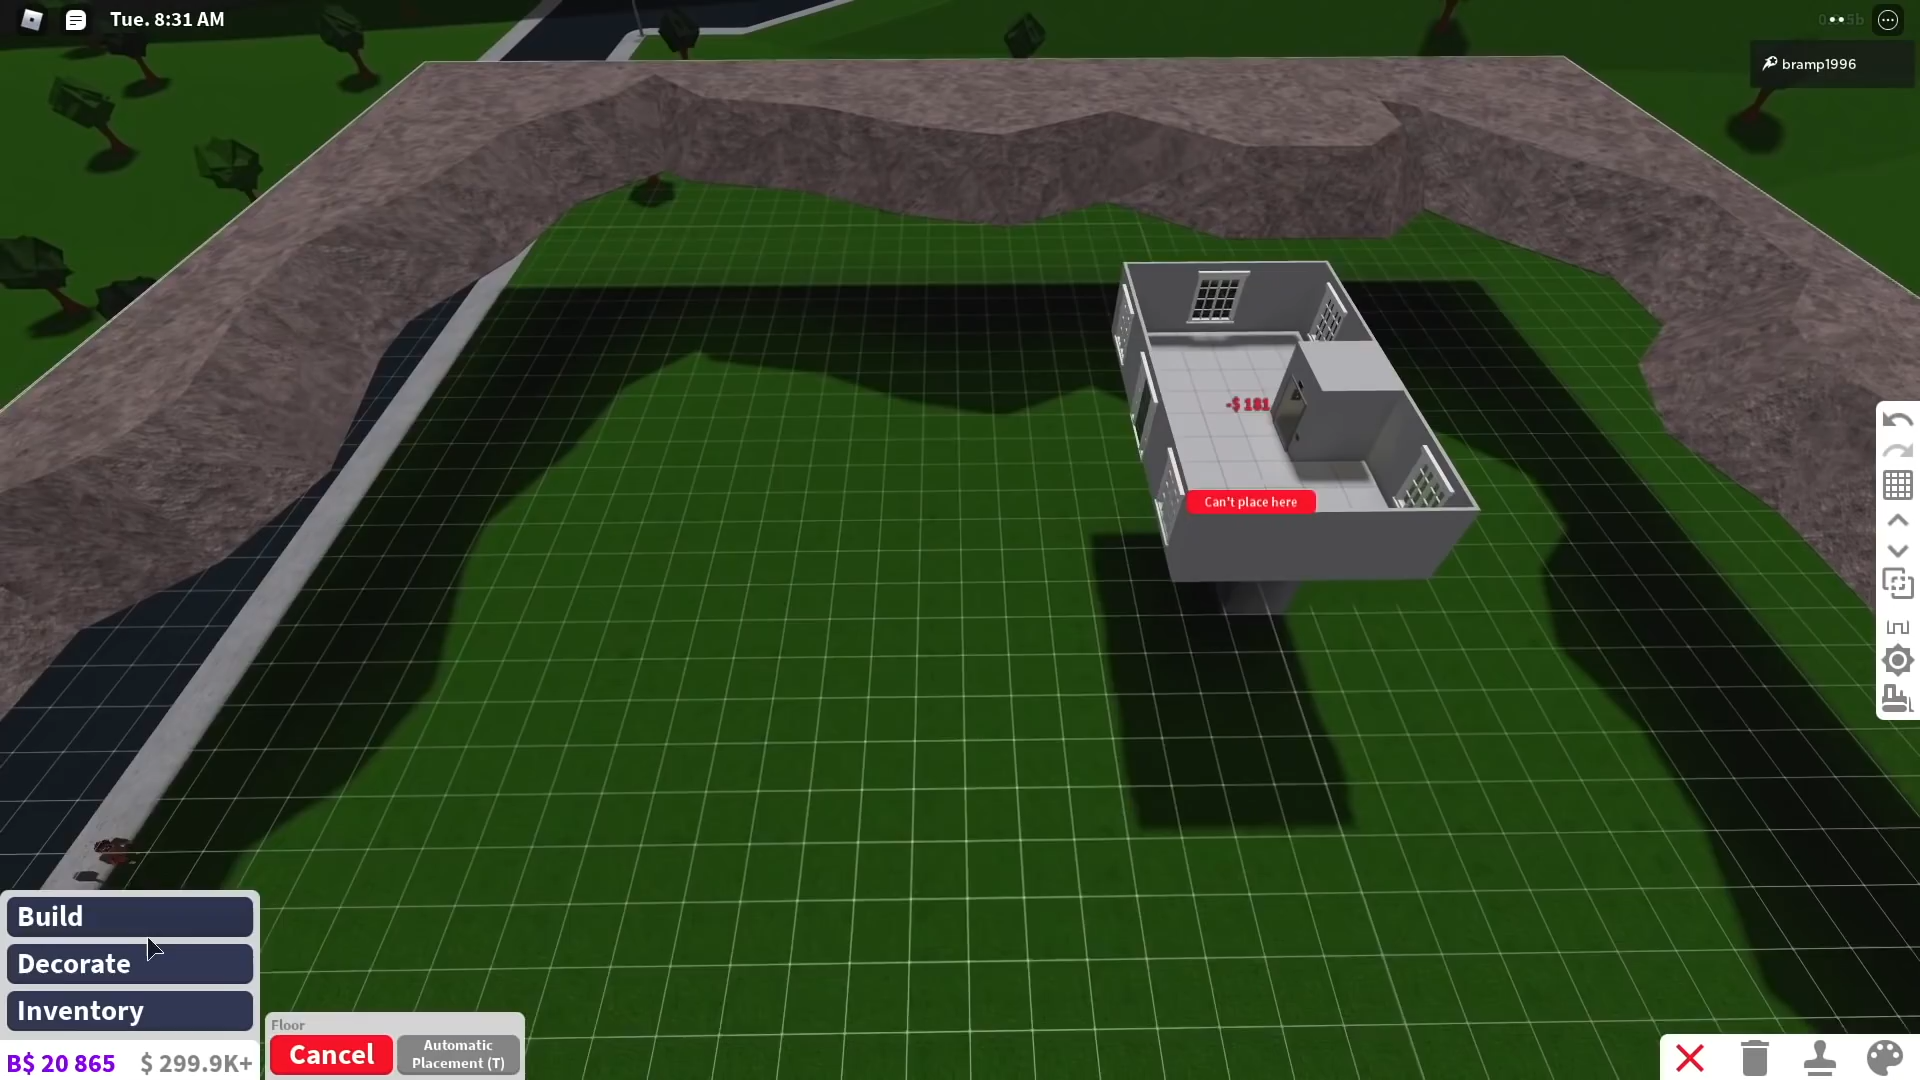 Tue. 8:31 AM
bramp1996
-$ 181
Can't place here
Build
Decorate
Inventory
B$ 20 865 $ 299.9K+
Floor
Cancel
Automatic
Placement (T)